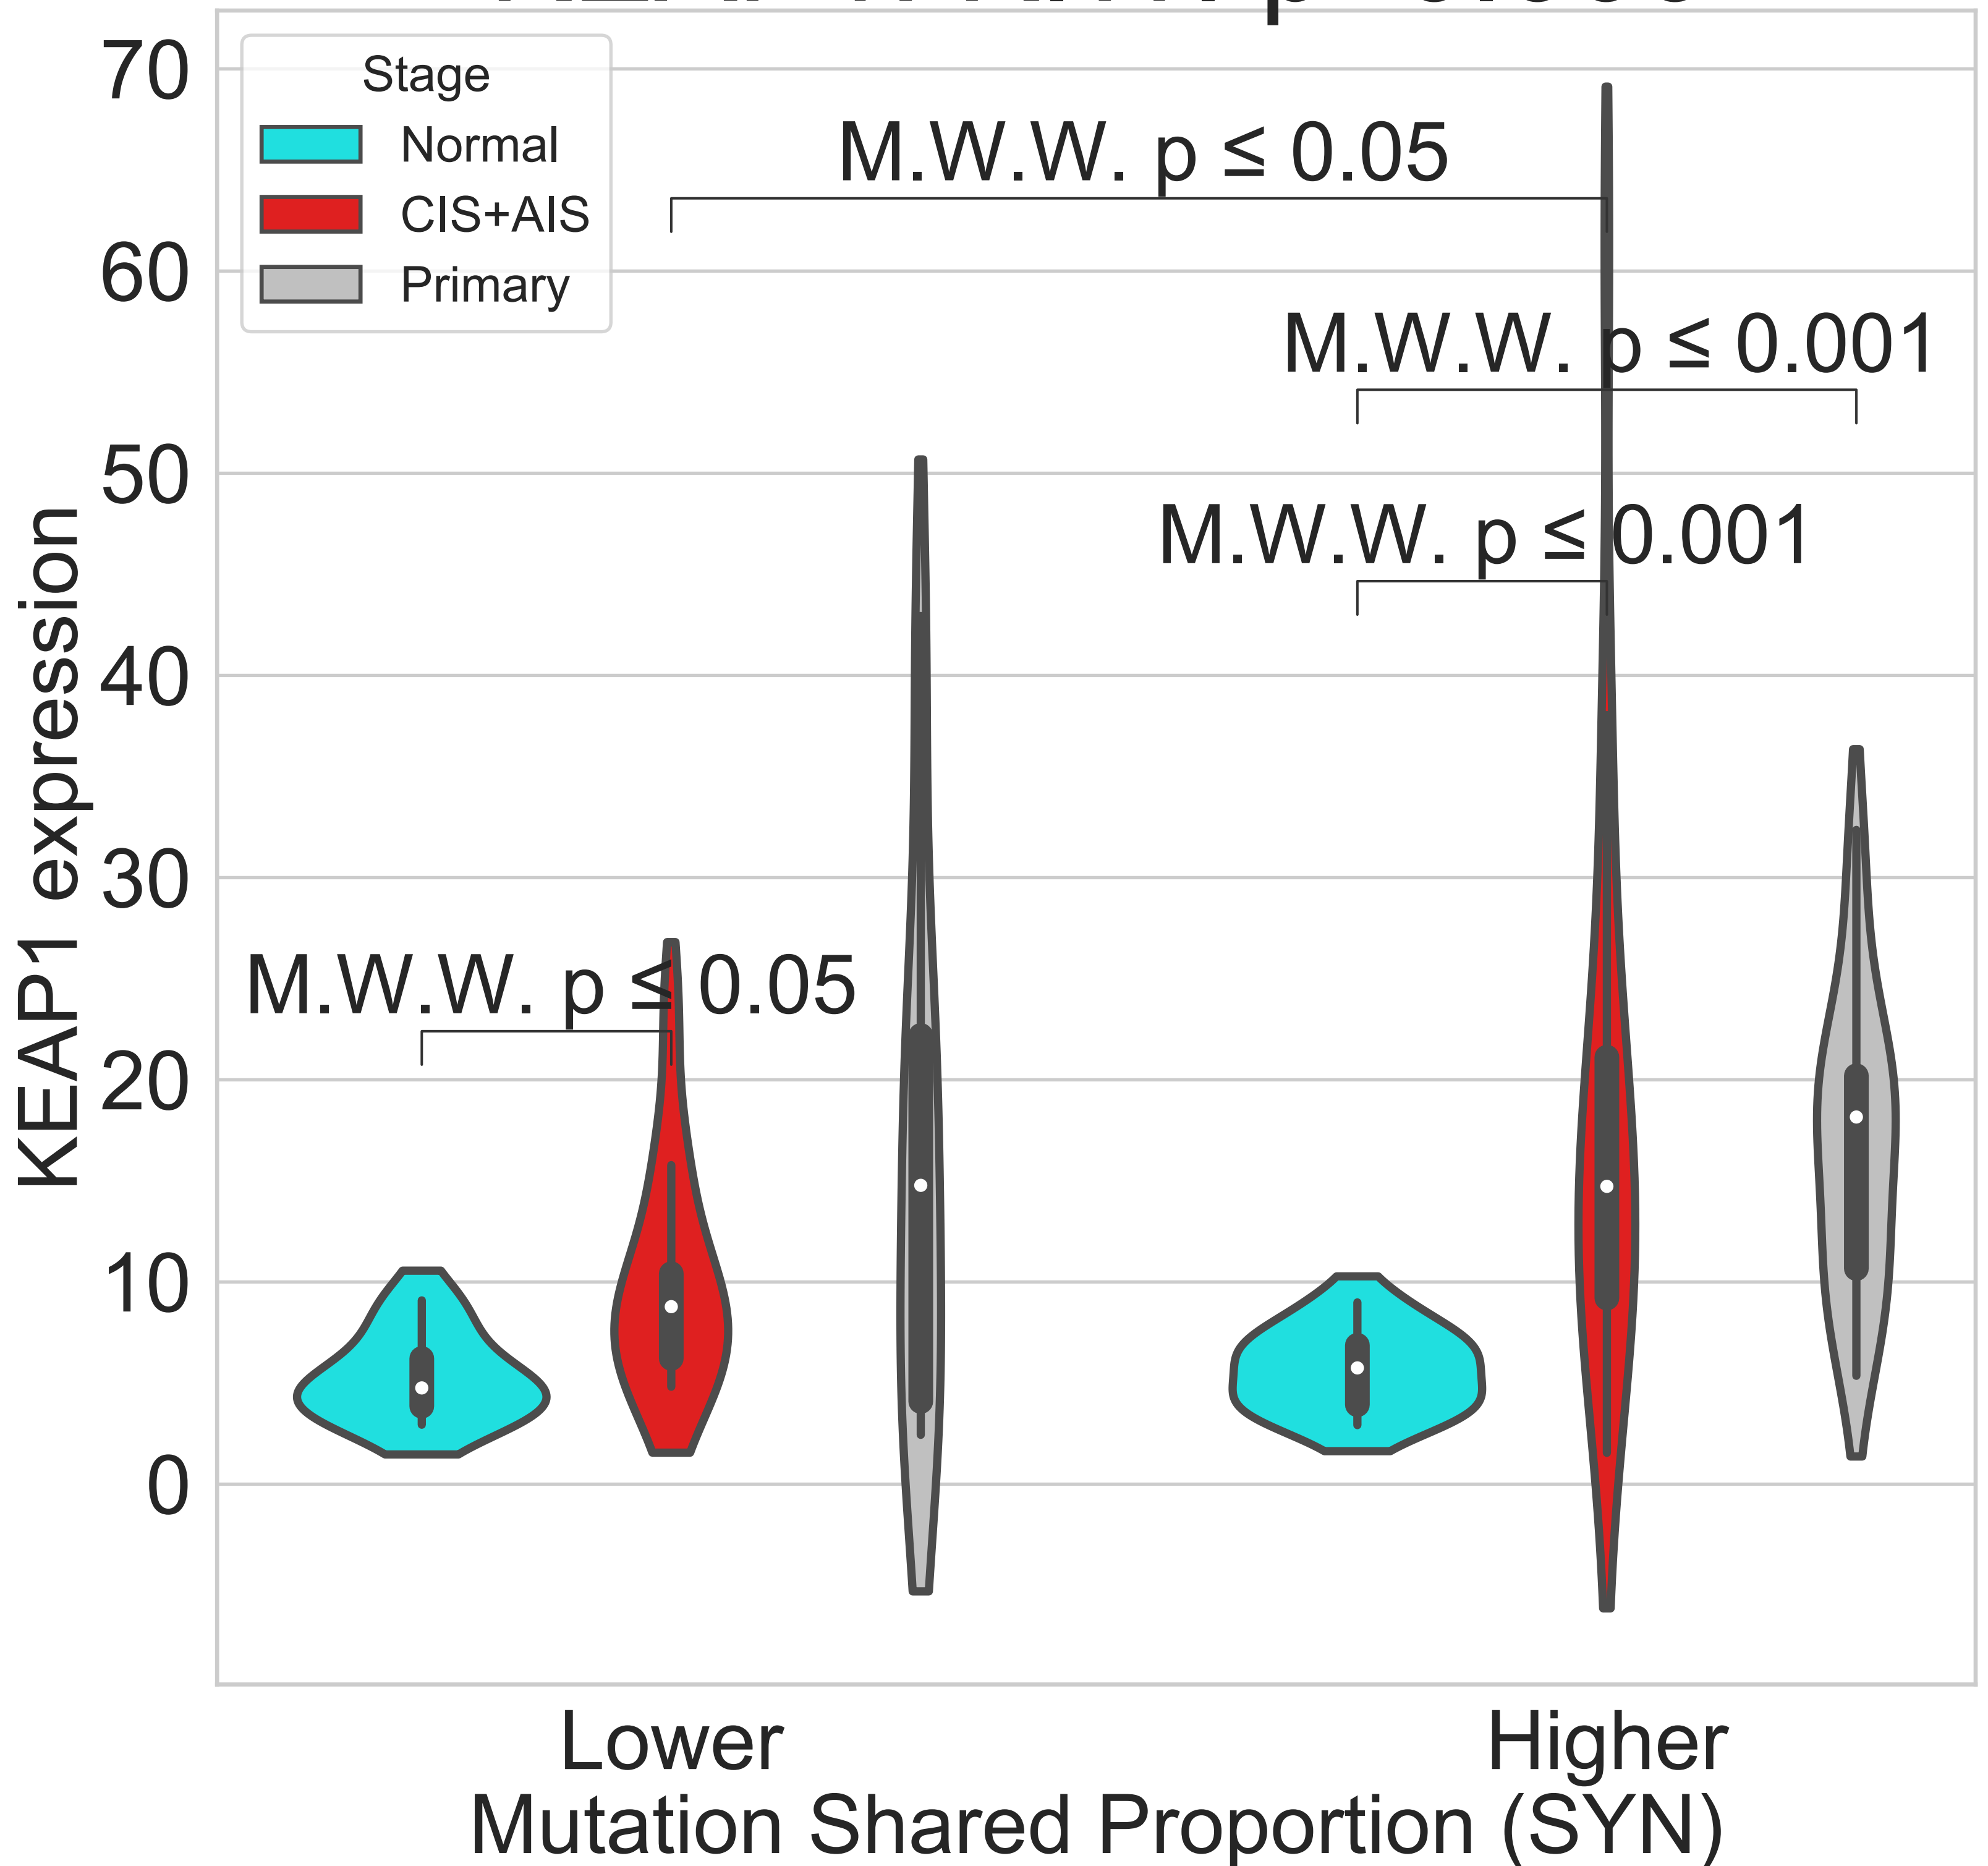 70
60
50
40
30
20
10
0
KEAP1 expression
Stage
Normal
CIS+AIS
Primary
M.W.W. p ≤ 0.05
M.W.W. p ≤ 0.001
M.W.W. p ≤ 0.001
M.W.W. p ≤ 0.05
Lower
Higher
Mutation Shared Proportion (SYN)